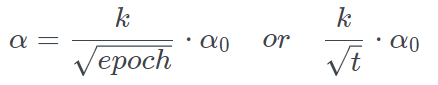 α = k/√epoch · α₀ or k/√t · α₀